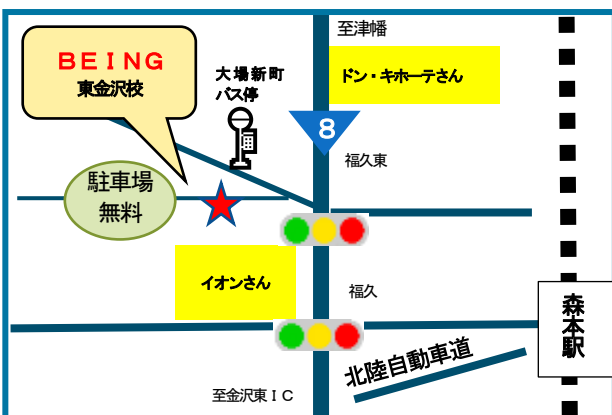 至津幡
BEING
東金沢校
大場新町
バス停
ドン・キホーテさん
8
福久東
駐車場
無料
イオンさん
福久
森本駅
北陸自動車道
至金沢東IC